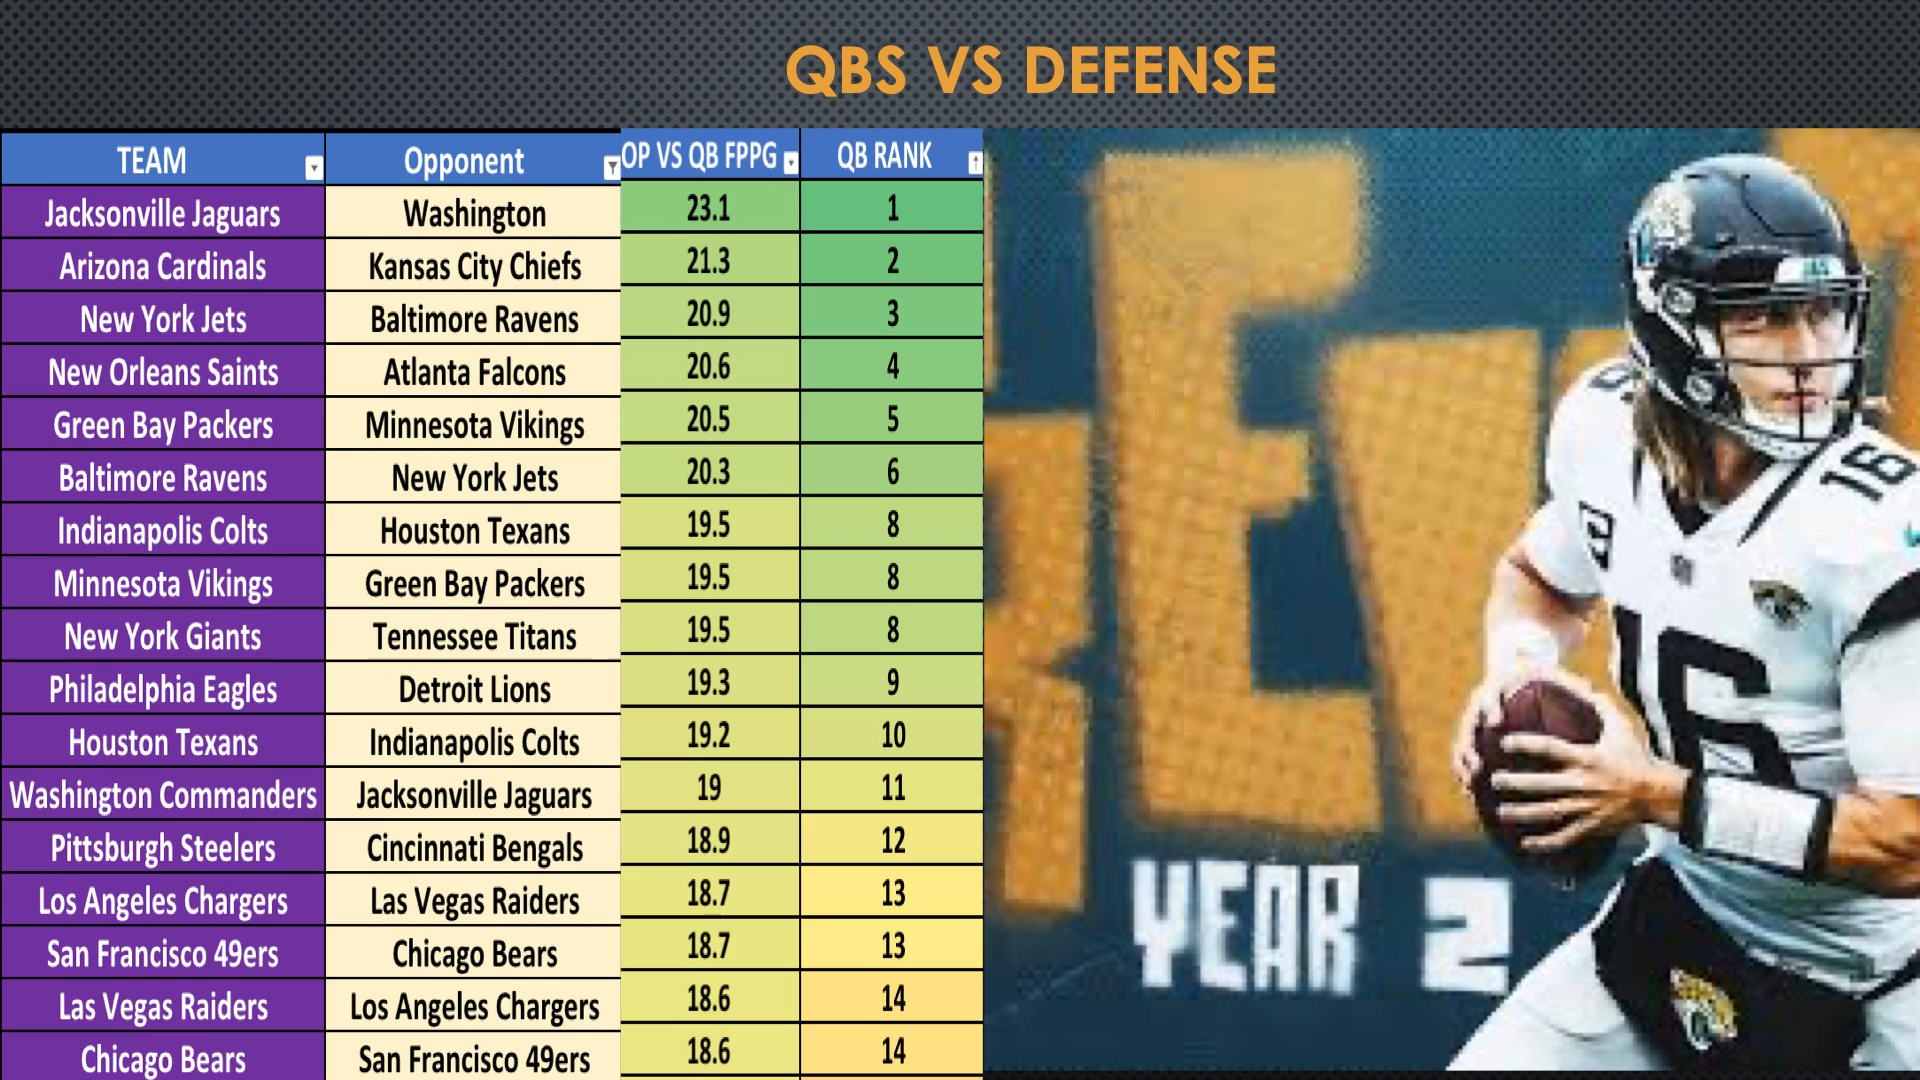 QBS VS DEFENSE
TEAM Opponent OP VS QB FPPG QB RANK
Jacksonville Jaguars Washington 23.1 1
Arizona Cardinals Kansas City Chiefs 21.3 2
New York Jets Baltimore Ravens 20.9 3
New Orleans Saints Atlanta Falcons 20.6 4
Green Bay Packers Minnesota Vikings 20.5 5
Baltimore Ravens New York Jets 20.3 6
Indianapolis Colts Houston Texans 19.5 8
Minnesota Vikings Green Bay Packers 19.5 8
New York Giants Tennessee Titans 19.5 8
Philadelphia Eagles Detroit Lions 19.3 9
Houston Texans Indianapolis Colts 19.2 10
Washington Commanders Jacksonville Jaguars 19 11
Pittsburgh Steelers Cincinnati Bengals 18.9 12
Los Angeles Chargers Las Vegas Raiders 18.7 13
San Francisco 49ers Chicago Bears 18.7 13
Las Vegas Raiders Los Angeles Chargers 18.6 14
Chicago Bears San Francisco 49ers 18.6 14
16
16
YEAR 2